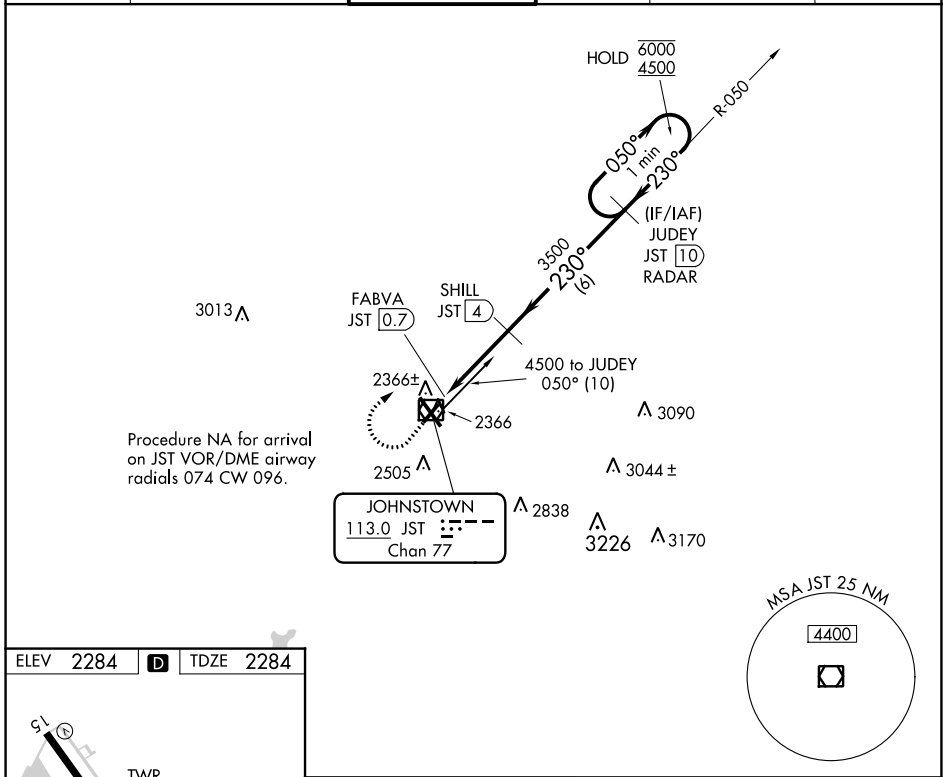 HOLD 6000
4500
R-050
050°
1 min
230°
(IF/IAF)
JUDEY
JST 10
RADAR
3500
230°
(6)
SHILL
JST 4
FABVA
JST 0.7
3013
4500 to JUDEY
050° (10)
2366±
2366
3090
Procedure NA for arrival
on JST VOR/DME airway
radials 074 CW 096.
2505
3044 ±
JOHNSTOWN
113.0 JST
Chan 77
2838
3226
3170
MSA JST 25 NM
4400
ELEV 2284 D TDZE 2284
15
V
TWR